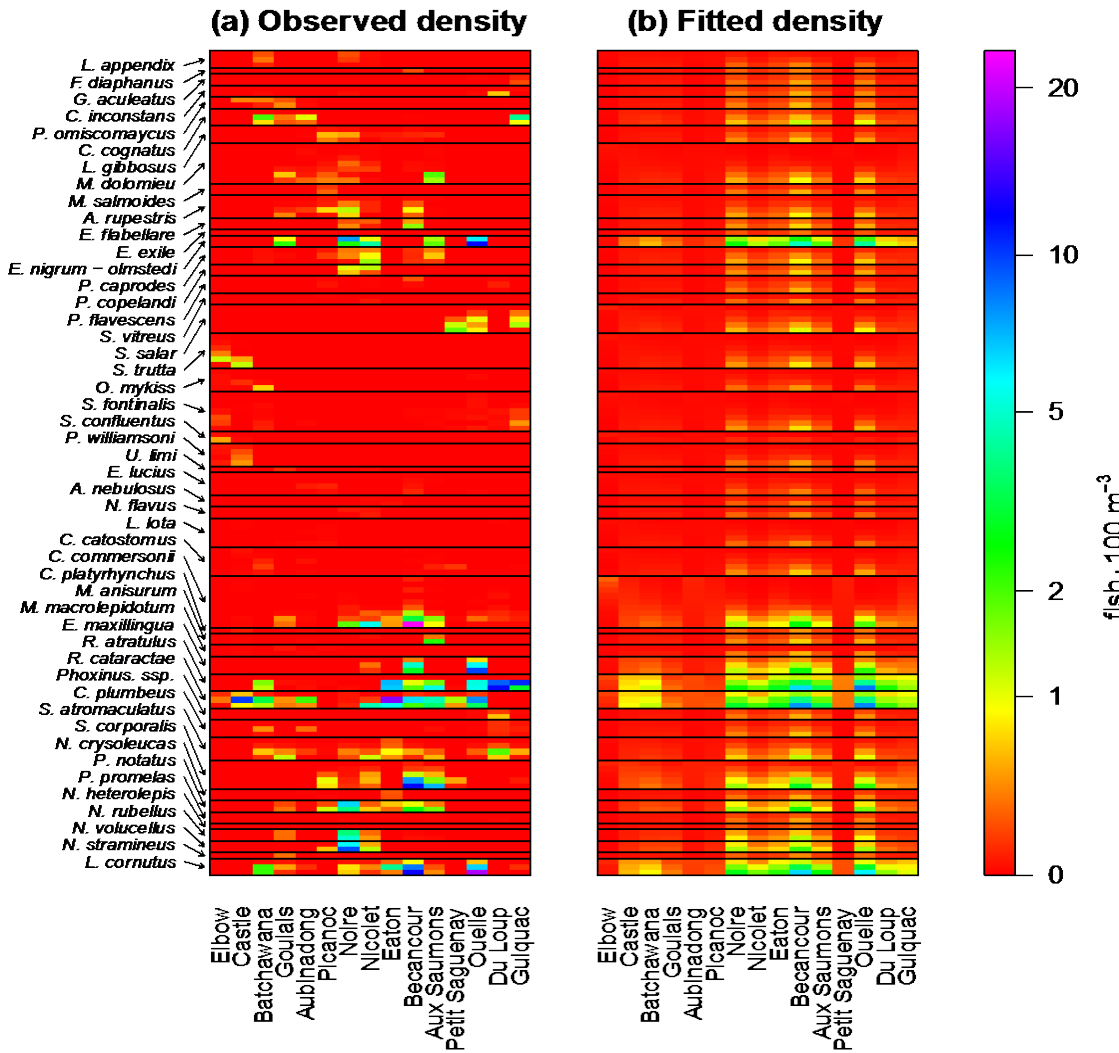 (a) Observed density
(b) Fitted density
L. appendix
F. diaphanus
G. aculeatus
C. inconstans
P. omiscomaycus
C. cognatus
L. gibbosus
M. dolomieu
M. salmoides
A. rupestris
E. flabellare
E. exile
E. nigrum − olmstedi
P. caprodes
P. copelandi
P. flavescens
S. vitreus
S. salar
S. trutta
O. mykiss
S. fontinalis
S. confluentus
P. williamsoni
U. limi
E. lucius
A. nebulosus
N. flavus
L. lota
C. catostomus
C. commersonii
C. platyrhynchus
M. anisurum
M. macrolepidotum
E. maxillingua
R. atratulus
R. cataractae
Phoxinus. ssp.
C. plumbeus
S. atromaculatus
S. corporalis
N. crysoleucas
P. notatus
P. promelas
N. heterolepis
N. rubellus
N. volucellus
N. stramineus
L. cornutus
Elbow
Castle
Batchawana
Goulais
Aubinadong
Picanoc
Noire
Nicolet
Eaton
Becancour
Aux Saumons
Petit Saguenay
Ouelle
Du Loup
Gulquac
Elbow
Castle
Batchawana
Goulais
Aubinadong
Picanoc
Noire
Nicolet
Eaton
Becancour
Aux Saumons
Petit Saguenay
Ouelle
Du Loup
Gulquac
20
10
5
2
1
0
fish · 100 m⁻³